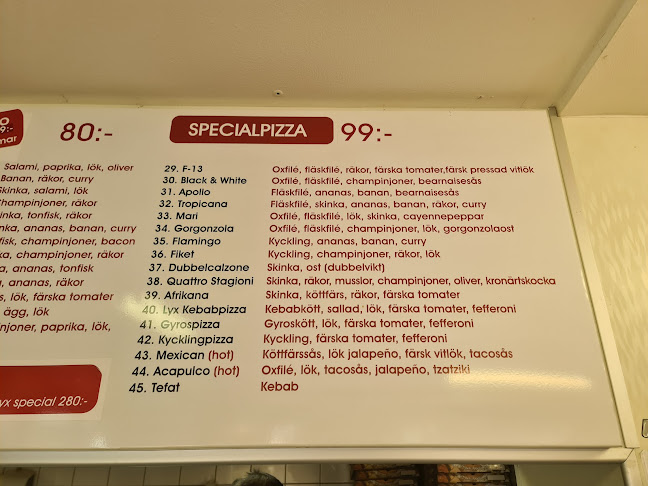 mar
80:-
SPECIALPIZZA 99:-
Salami, paprika, lök, oliver
Banan, räkor, curry
Skinka, salami, lök
Champinjoner, räkor
tonfisk, räkor
ananas, banan, curry
champinjoner, bacon
champinjoner, räkor
ananas, tonfisk
ananas, räkor
lök, färska tomater
ägg, lök
paprika, lök,
special 280:-
29. F-13 Oxfilé, fläskfilé, räkor, färska tomater,färsk pressad vitlök
30. Black & White Oxfilé, fläskfilé, champinjoner, bearnaisesås
31. Apolio Fläskfilé, ananas, banan, bearnaisesås
32. Tropicana Fläskfilé, skinka, ananas, banan, räkor, curry
33. Mari Oxfilé, fläskfilé, lök, skinka, cayennepeppar
34. Gorgonzola Oxfilé, fläskfilé, champinjoner, lök, gorgonzolaost
35. Flamingo Kyckling, ananas, banan, curry
36. Fiket Kyckling, champinjoner, räkor, lök
37. Dubbelcalzone Skinka, ost (dubbelvikt)
38. Quattro Stagioni Skinka, räkor, musslor, champinjoner, oliver, kronärtskocka
39. Afrikana Skinka, köttfärs, räkor, färska tomater
40. Lyx Kebabpizza Kebabkött, sallad, lök, färska tomater, fefferoni
41. Gyrospizza Gyroskött, lök, färska tomater, fefferoni
42. Kycklingpizza Kyckling, färska tomater, fefferoni
43. Mexican (hot) Köttfärssås, lök jalapeño, färsk vitlök, tacosås
44. Acapulco (hot) Oxfilé, lök, tacosås, jalapeño, tzatziki
45. Tefat Kebab